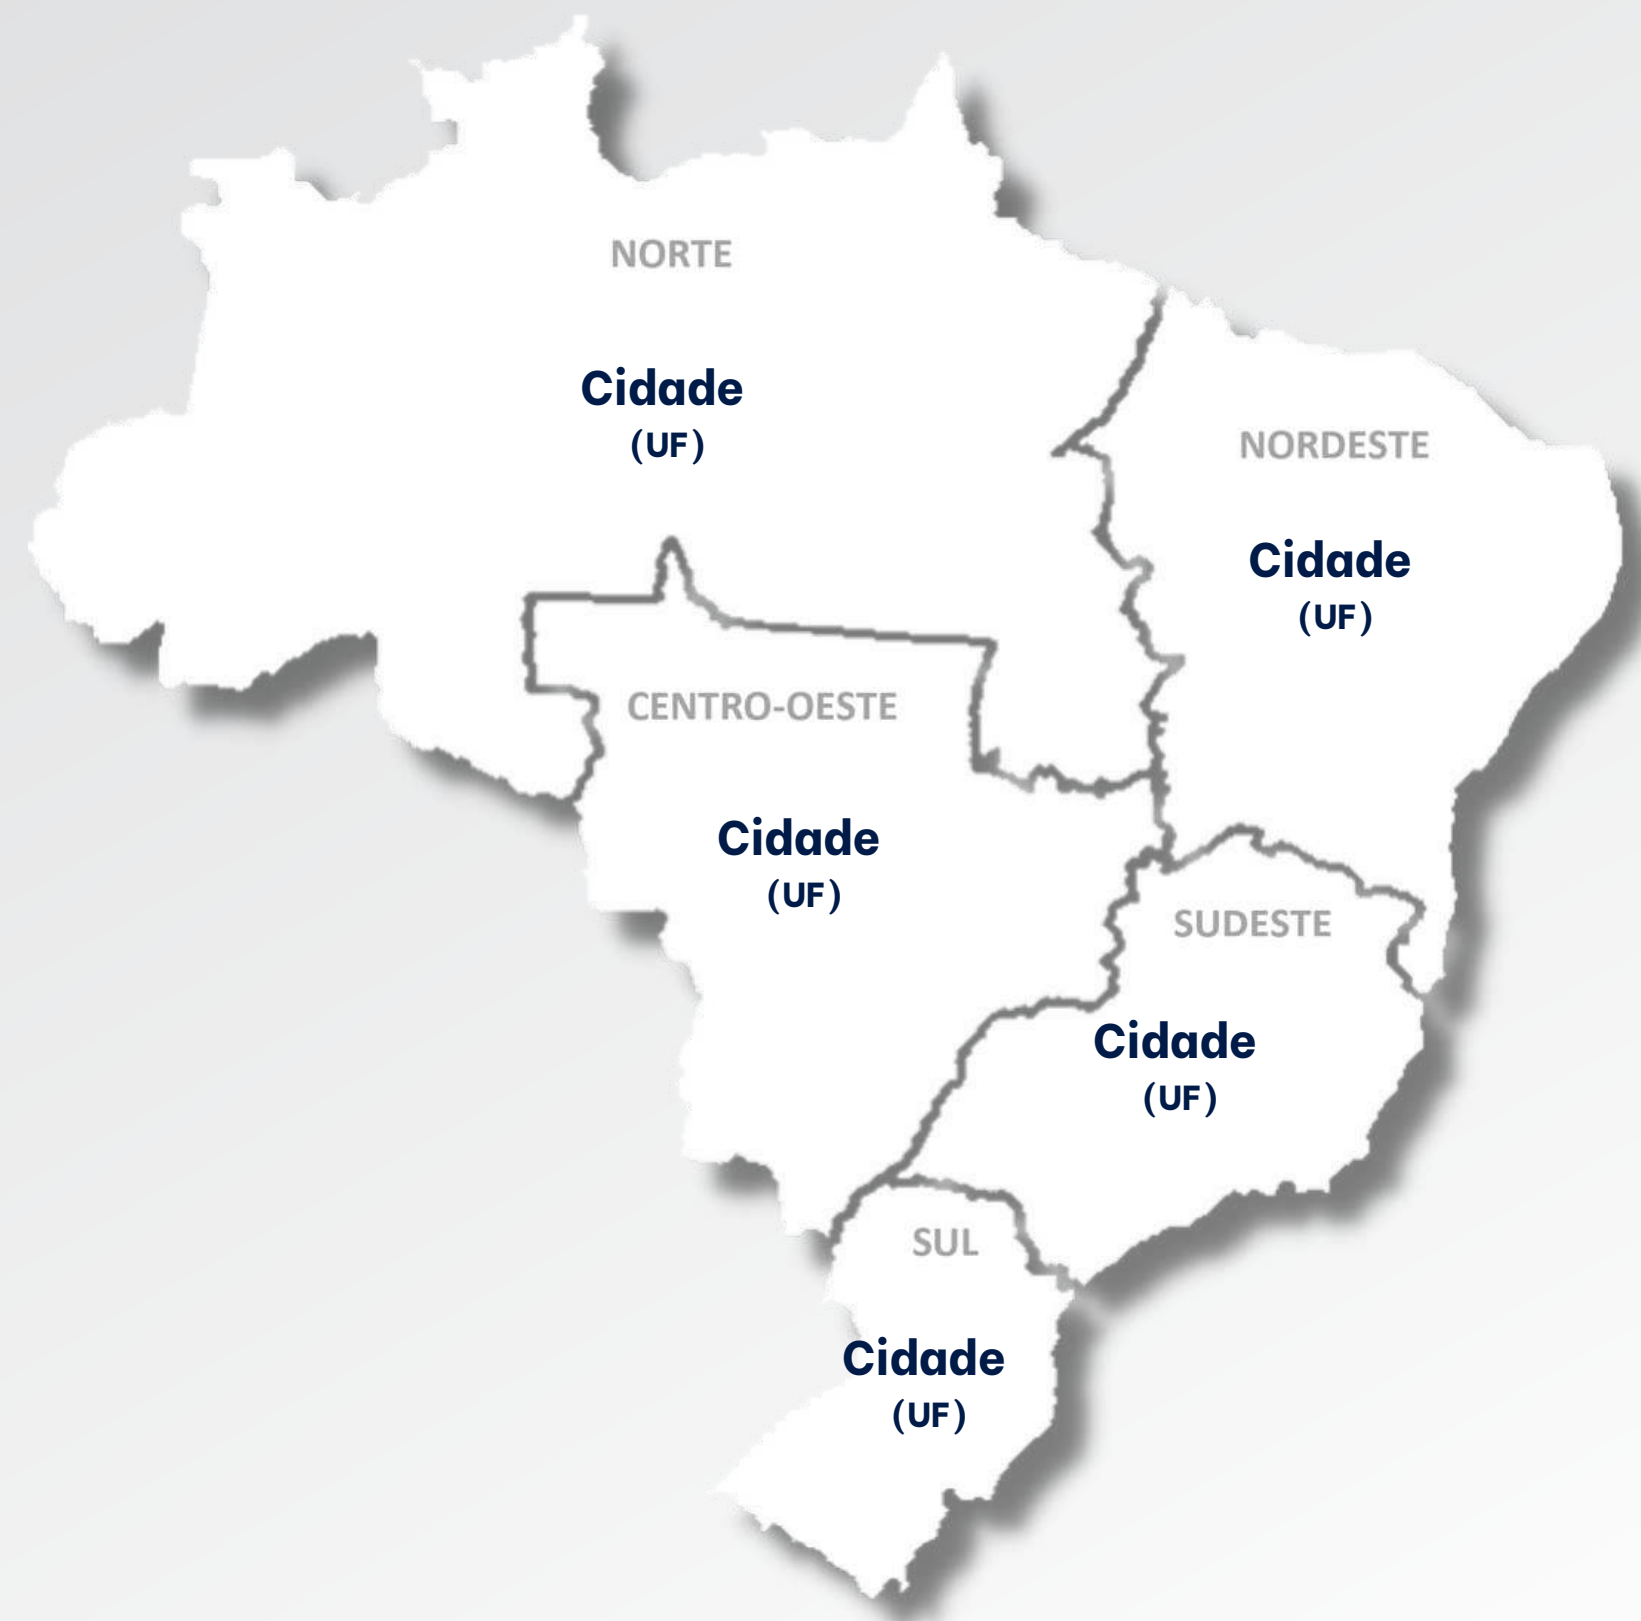 NORTE
Cidade
(UF)
NORDESTE
Cidade
(UF)
CENTRO-OESTE
Cidade
(UF)
SUDESTE
Cidade
(UF)
SUL
Cidade
(UF)